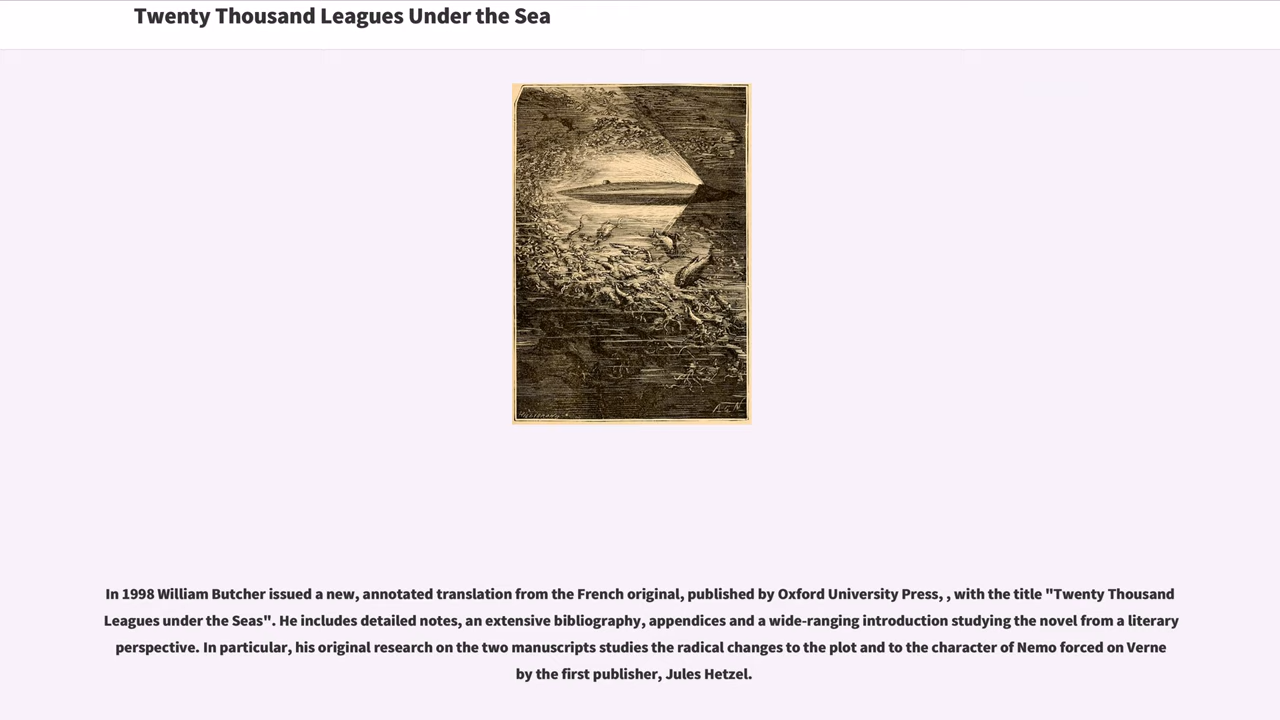 Twenty Thousand Leagues Under the Sea
In 1998 William Butcher issued a new, annotated translation from the French original, published by Oxford University Press, , with the title "Twenty Thousand
Leagues under the Seas". He includes detailed notes, an extensive bibliography, appendices and a wide-ranging introduction studying the novel from a literary
perspective. In particular, his original research on the two manuscripts studies the radical changes to the plot and to the character of Nemo forced on Verne
by the first publisher, Jules Hetzel.